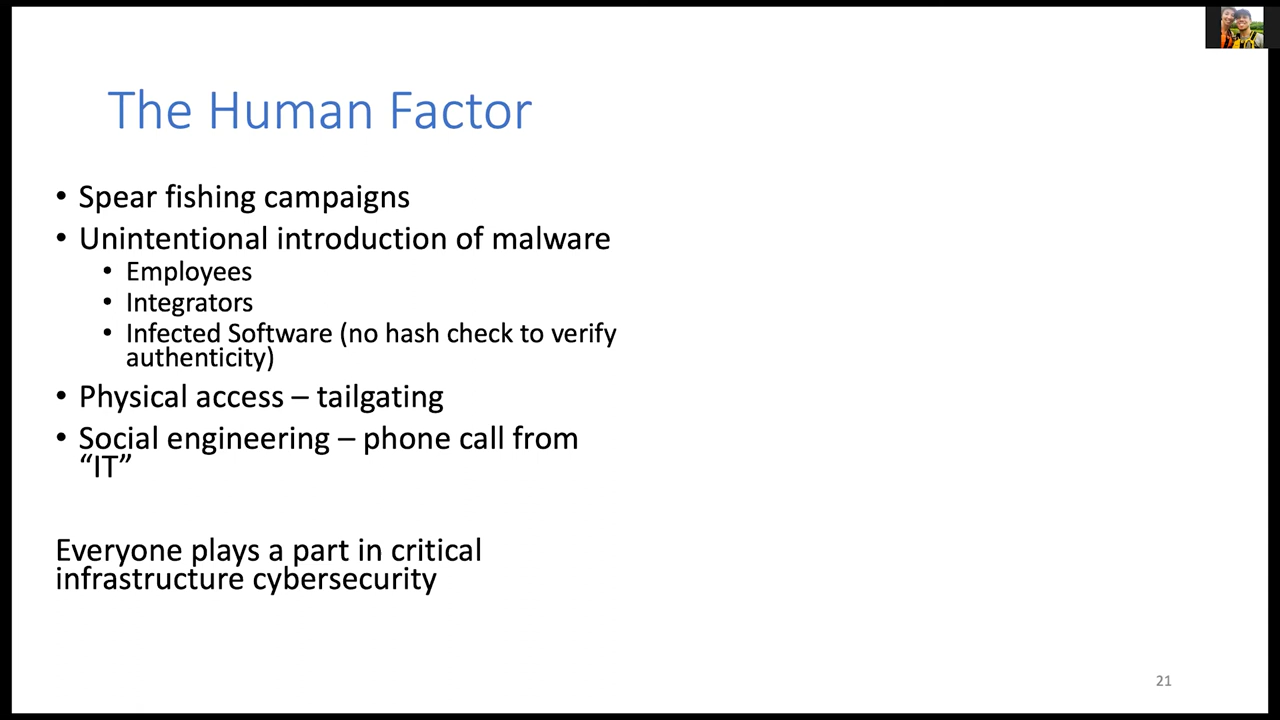 The Human Factor
• Spear fishing campaigns
• Unintentional introduction of malware
• Employees
• Integrators
• Infected Software (no hash check to verify
authenticity)
• Physical access – tailgating
• Social engineering – phone call from
“IT”
Everyone plays a part in critical
infrastructure cybersecurity
21